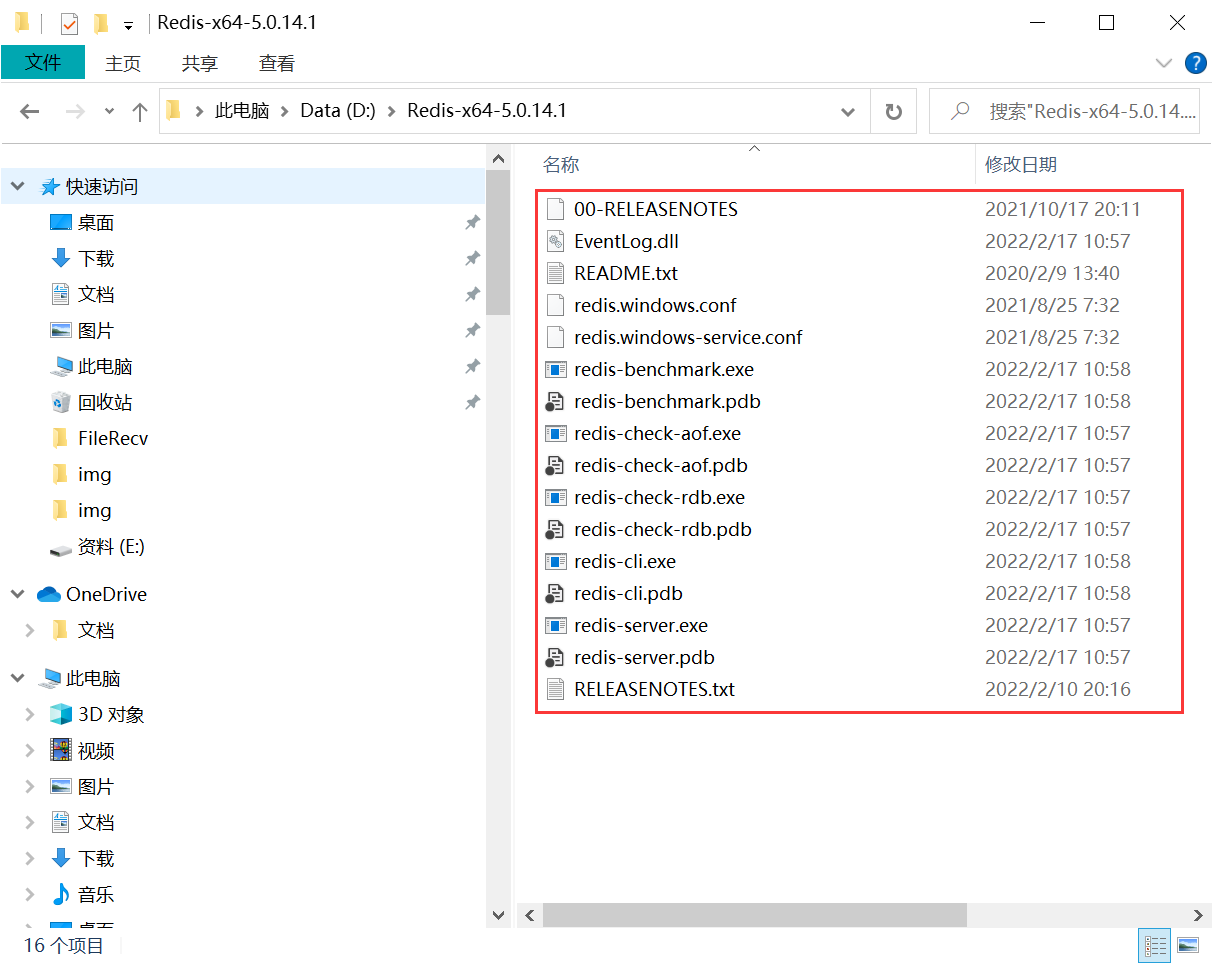 Redis-x64-5.0.14.1
文件 主页 共享 查看
此电脑 Data (D:) Redis-x64-5.0.14.1 搜索"Redis-x64-5.0.14....
名称 修改日期
快速访问
桌面
下载
文档
图片
此电脑
回收站
FileRecv
img
img
资料 (E:)
OneDrive
文档
此电脑
3D 对象
视频
图片
文档
下载
音乐
桌面
00-RELEASENOTES 2021/10/17 20:11
EventLog.dll 2022/2/17 10:57
README.txt 2020/2/9 13:40
redis.windows.conf 2021/8/25 7:32
redis.windows-service.conf 2021/8/25 7:32
redis-benchmark.exe 2022/2/17 10:58
redis-benchmark.pdb 2022/2/17 10:58
redis-check-aof.exe 2022/2/17 10:57
redis-check-aof.pdb 2022/2/17 10:57
redis-check-rdb.exe 2022/2/17 10:57
redis-check-rdb.pdb 2022/2/17 10:57
redis-cli.exe 2022/2/17 10:58
redis-cli.pdb 2022/2/17 10:58
redis-server.exe 2022/2/17 10:57
redis-server.pdb 2022/2/17 10:57
RELEASENOTES.txt 2022/2/10 20:16
16 个项目